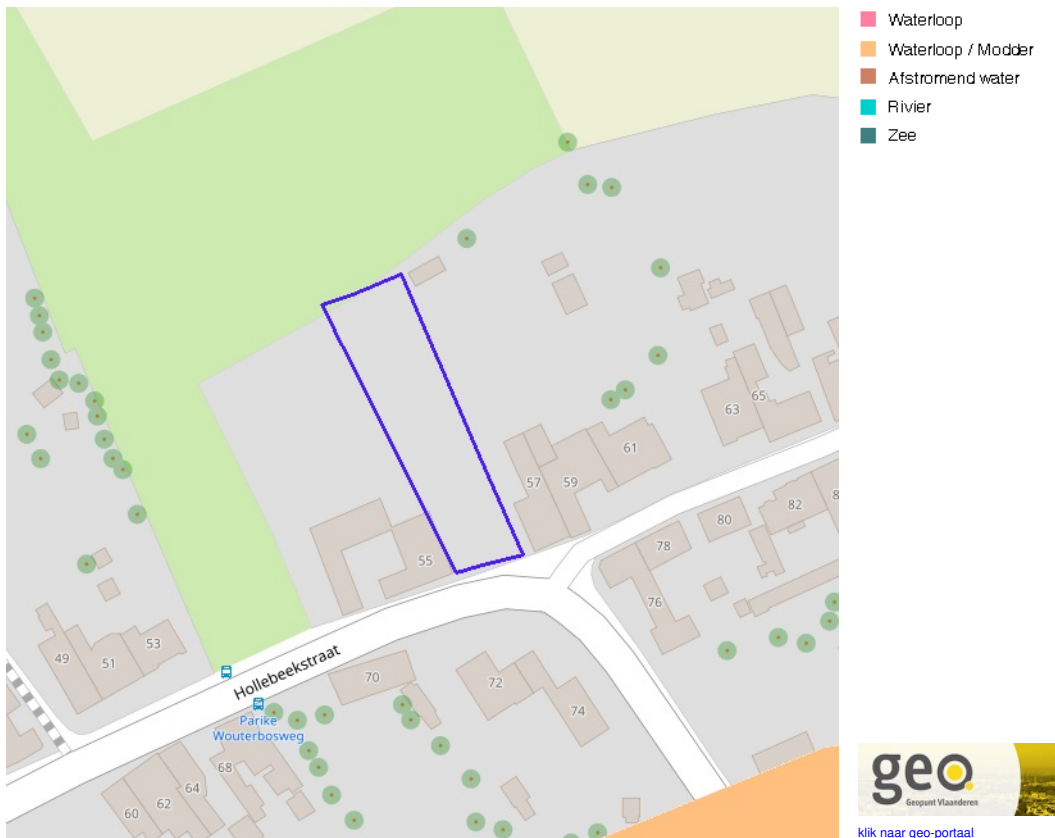 Waterloop
Waterloop / Modder
Afstromend water
Rivier
Zee
63
65
61
57
59
82
80
78
55
76
53
49
51
Hollebeekstraat
70
72
74
Parike
Wouterbosweg
68
64
62
60
geo.
Geopunt Vlaanderen
klik naar geo-portaal